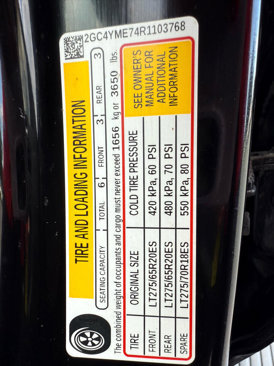 2GC4YME74R1103768
TIRE AND LOADING INFORMATION
SEATING CAPACITY TOTAL 6 FRONT 3 REAR 3
The combined weight of occupants and cargo must never exceed 1656 kg or 3650 lbs.
TIRE ORIGINAL SIZE COLD TIRE PRESSURE
FRONT LT275/65R20ES 420 kPa, 60 PSI
REAR LT275/65R20ES 480 kPa, 70 PSI
SPARE LT275/70R18ES 550 kPa, 80 PSI
SEE OWNER'S
MANUAL FOR
ADDITIONAL
INFORMATION